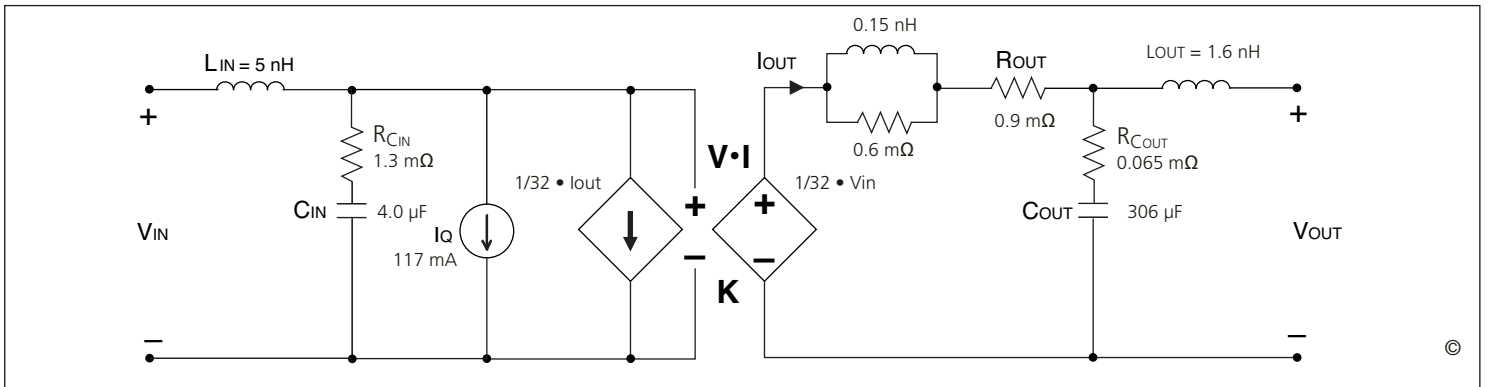 0.15 nH
LIN = 5 nH
IOUT
ROUT
LOUT = 1.6 nH
+
RCIN
1.3 mΩ
0.6 mΩ
0.9 mΩ
RCOUT
0.065 mΩ
+
V•I
1/32 • Iout
1/32 • Vin
CIN
4.0 µF
+
+
COUT
306 µF
VIN
IQ
117 mA
VOUT
–
–
K
–
–
©